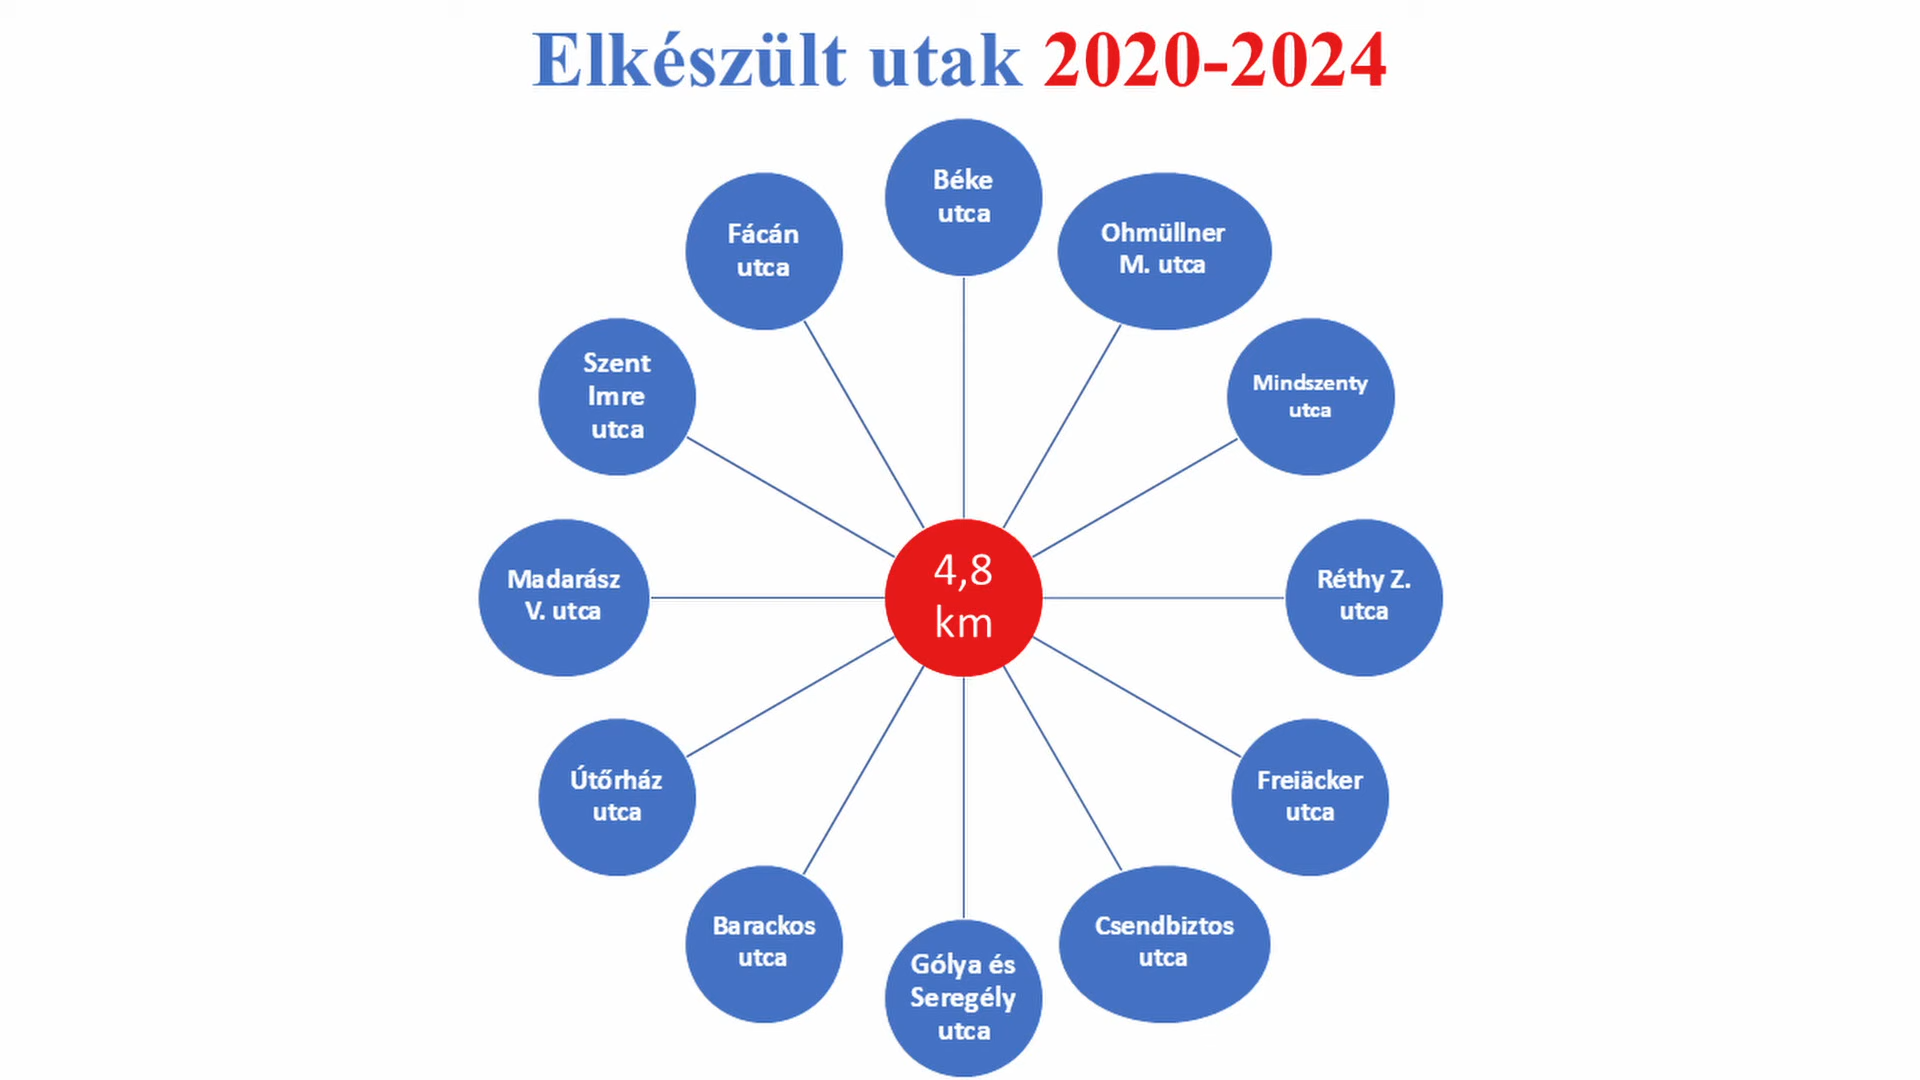 Elkészült utak 2020-2024
Béke
utca
Ohmüllner
M. utca
Mindszenty
utca
Réthy Z.
utca
Freiäcker
utca
Csendbiztos
utca
Gólya és
Seregély
utca
Barackos
utca
Útőrház
utca
Madarász
V. utca
Szent
Imre
utca
Fácán
utca
4,8
km